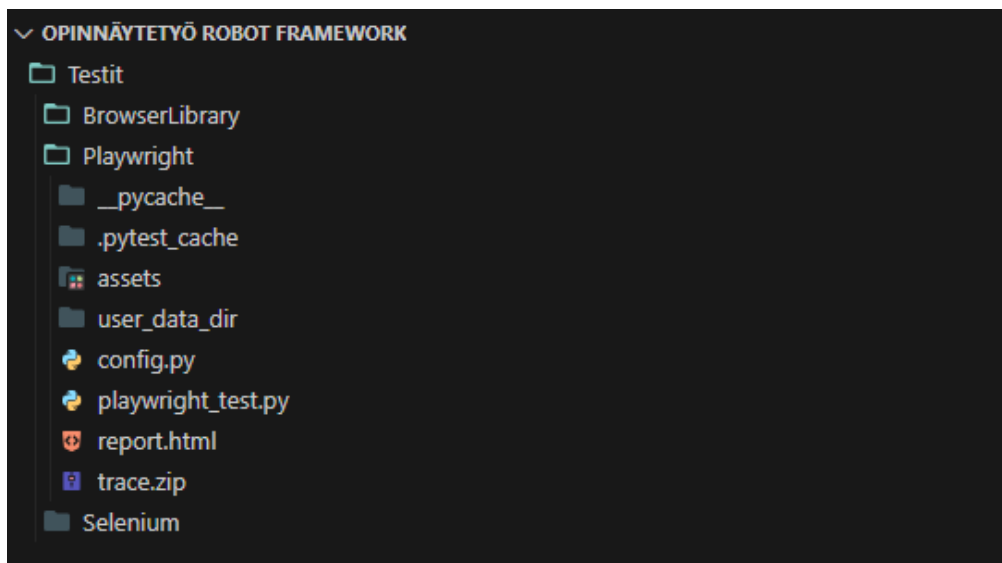 OPINNÄYTETYÖ ROBOT FRAMEWORK
Testit
BrowserLibrary
Playwright
__pycache__
.pytest_cache
assets
user_data_dir
config.py
playwright_test.py
report.html
trace.zip
Selenium